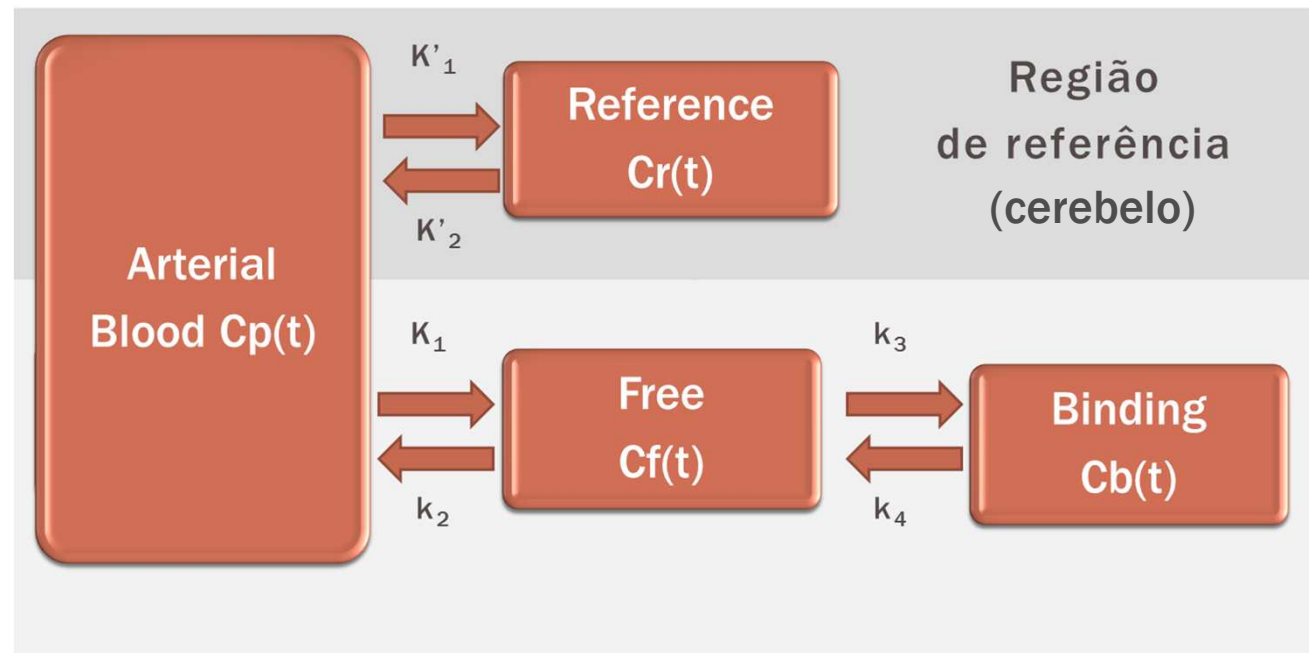 K’₁
Reference
Cr(t)
K’₂
Região
de referência
(cerebelo)
Arterial
Blood Cp(t)
K₁
Free
Cf(t)
k₂
k₃
Binding
Cb(t)
k₄